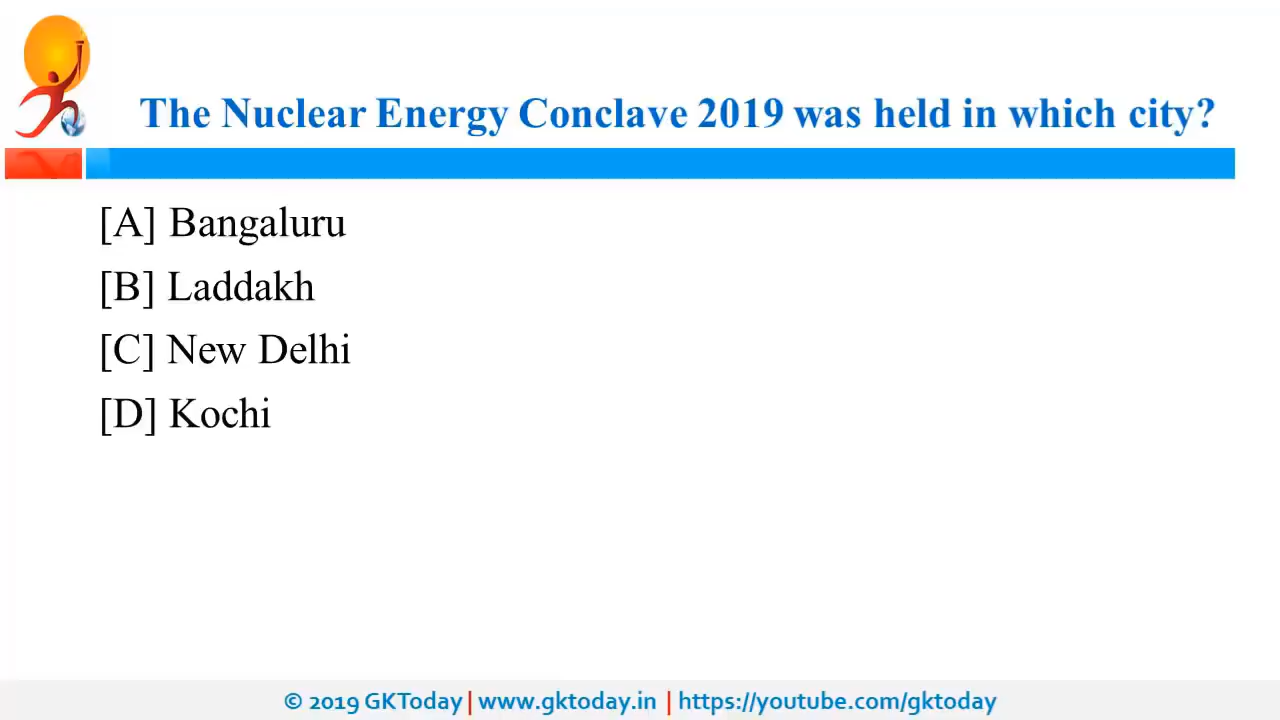 The Nuclear Energy Conclave 2019 was held in which city?
[A] Bangaluru
[B] Laddakh
[C] New Delhi
[D] Kochi
© 2019 GKToday | www.gktoday.in | https://youtube.com/gktoday